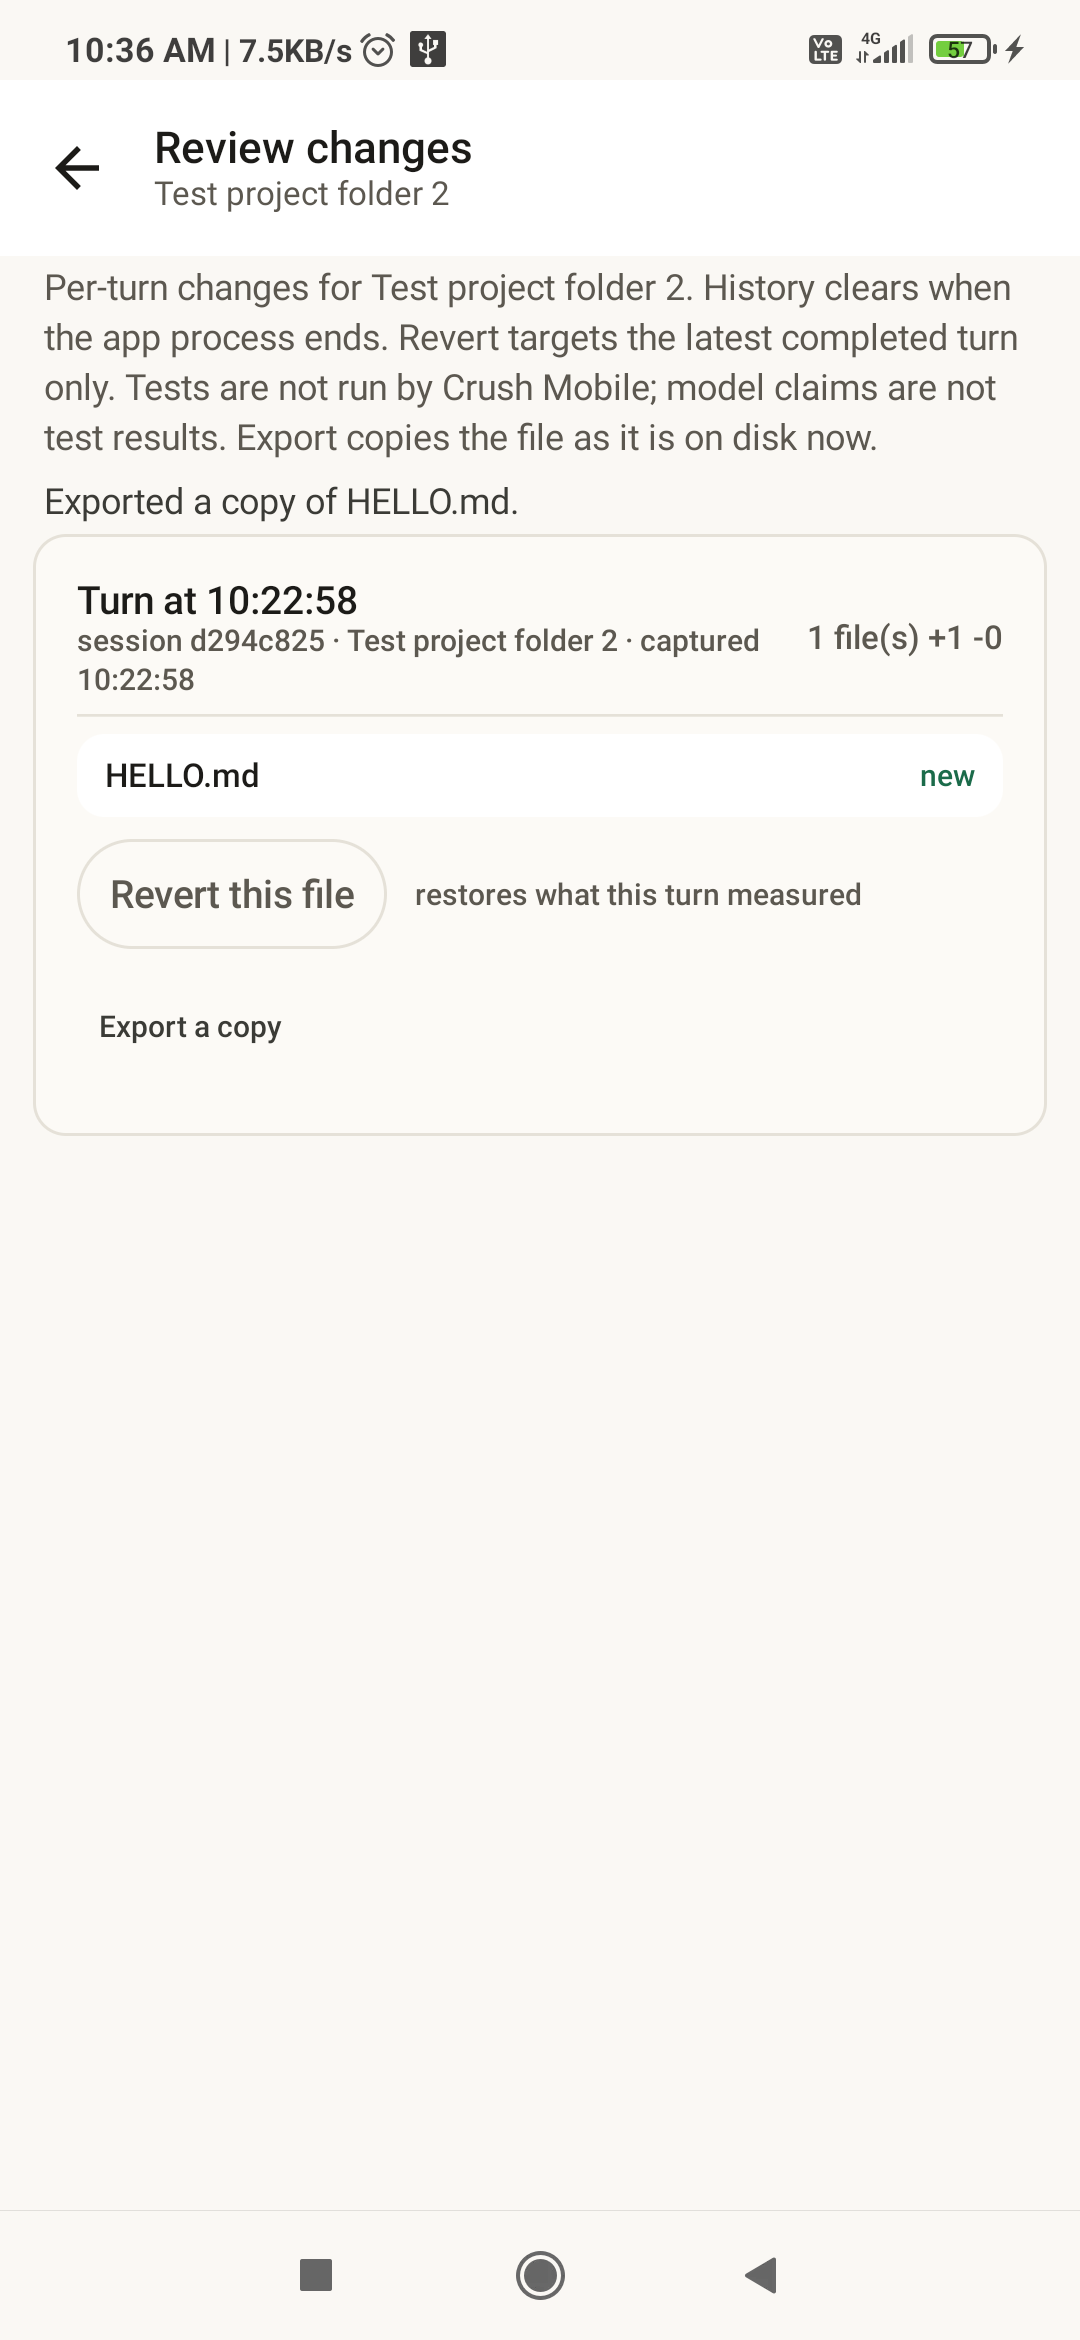 10:36 AM | 7.5KB/s
Vo LTE 4G 57
Review changes
Test project folder 2
Per-turn changes for Test project folder 2. History clears when
the app process ends. Revert targets the latest completed turn
only. Tests are not run by Crush Mobile; model claims are not
test results. Export copies the file as it is on disk now.
Exported a copy of HELLO.md.
Turn at 10:22:58
session d294c825 · Test project folder 2 · captured
10:22:58
1 file(s) +1 -0
HELLO.md new
Revert this file restores what this turn measured
Export a copy